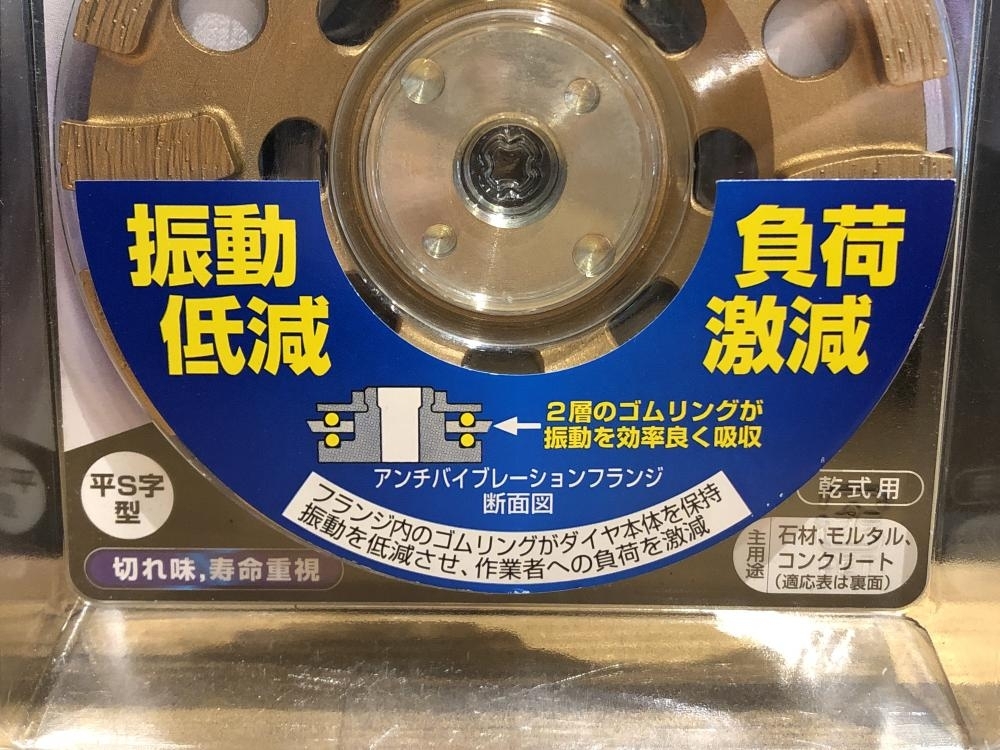 振動
低減
負荷
激減
2層のゴムリングが
振動を効率良く吸収
アンチバイブレーションフランジ
断面図
フランジ内のゴムリングがダイヤ本体を保持
振動を低減させ、作業者への負荷を激減
平S字
型
切れ味,寿命重視
乾式用
主用途
石材、モルタル、
コンクリート
(適応表は裏面)